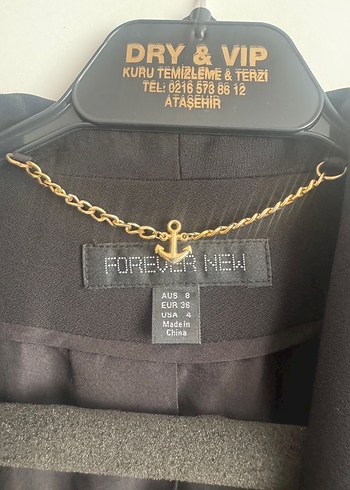 DRY & VIP
KURU TEMİZLEME & TERZİ
TEL: 0216 573 86 12
ATAŞEHİR
FOREVER NEW
AUS 8
EUR 36
USA 4
Made in
China